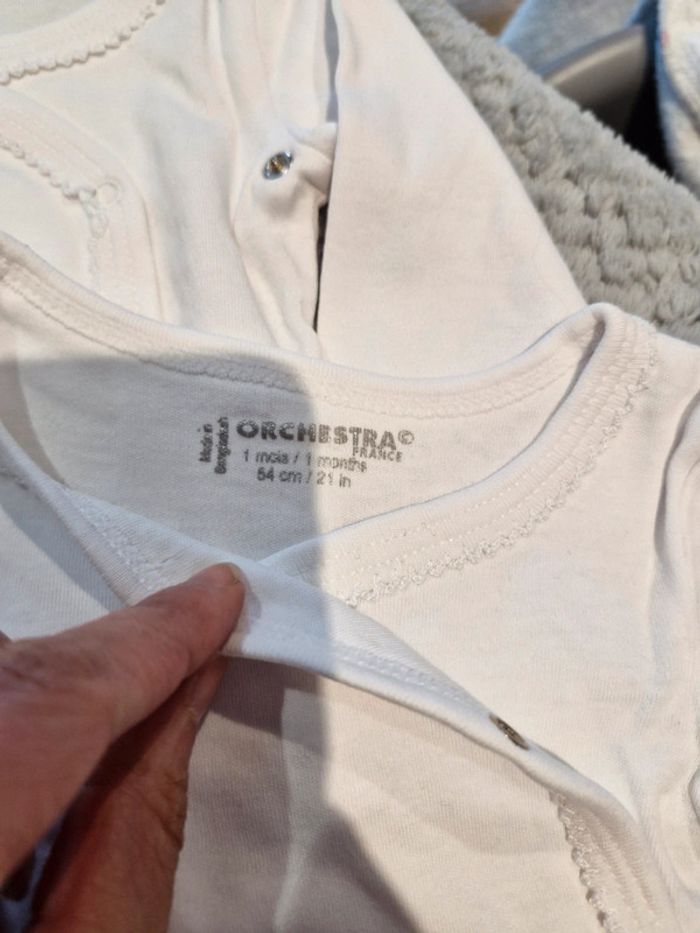 Made in
Bangladesh
ORCHESTRA©
FRANCE
1 mois / 1 months
54 cm / 21 in